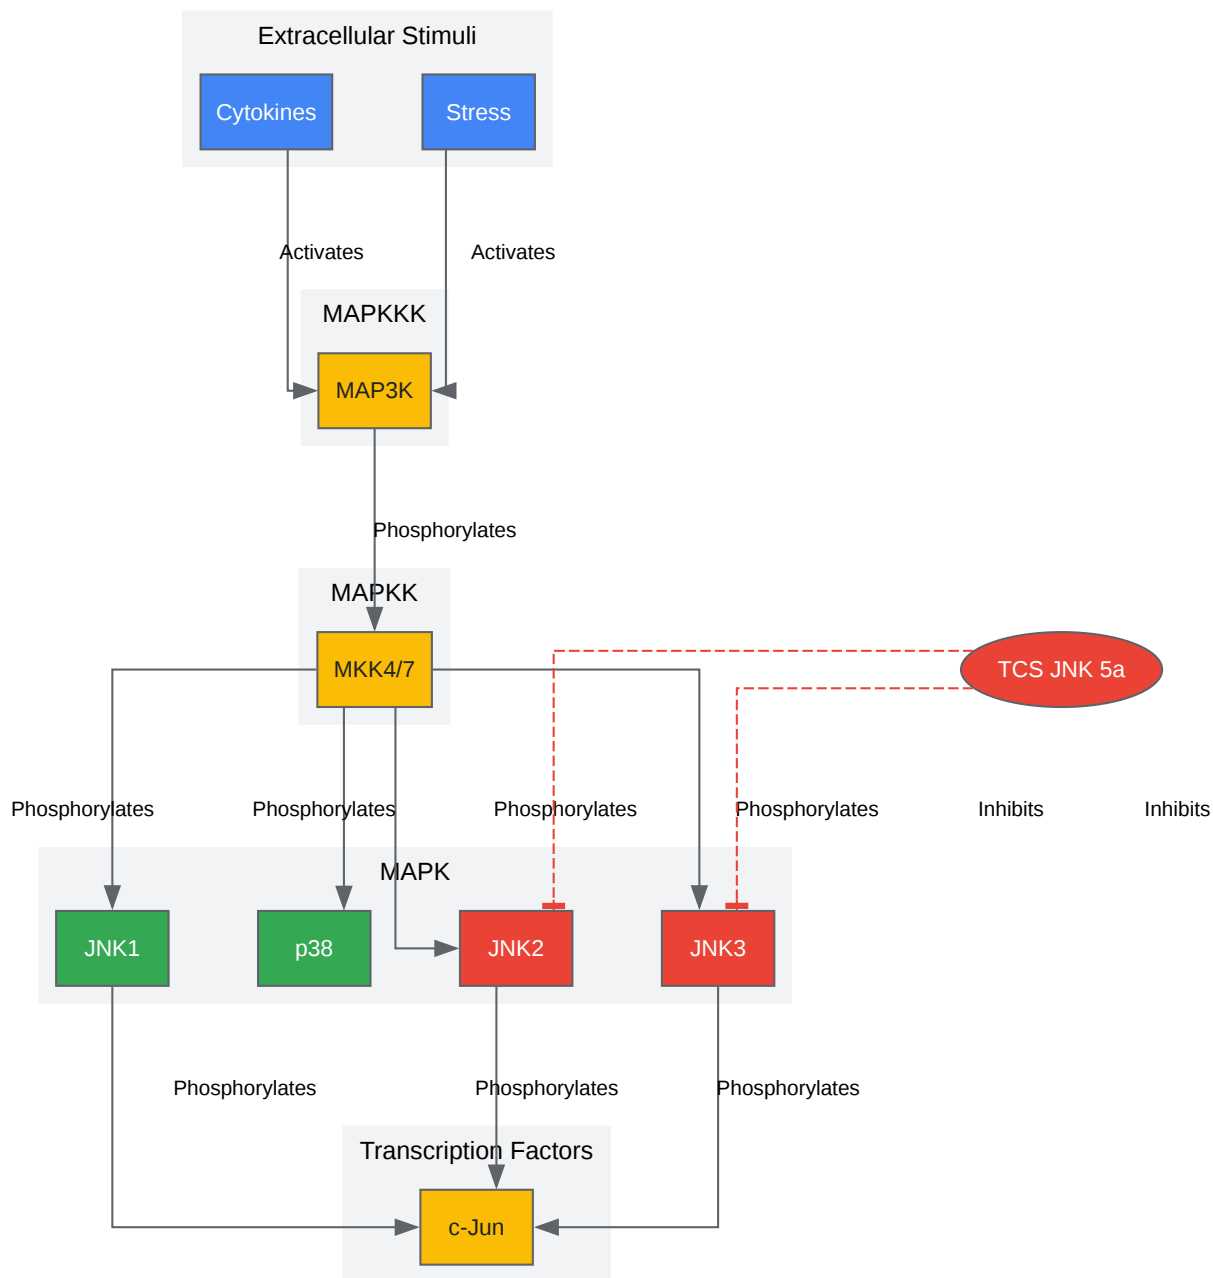 Extracellular Stimuli
Cytokines
Stress
Activates
Activates
MAPKKK
MAP3K
Phosphorylates
MAPKK
MKK4/7
TCS JNK 5a
Phosphorylates
Phosphorylates
Phosphorylates
Phosphorylates
Inhibits
Inhibits
MAPK
JNK1
p38
JNK2
JNK3
Phosphorylates
Phosphorylates
Phosphorylates
Transcription Factors
c-Jun